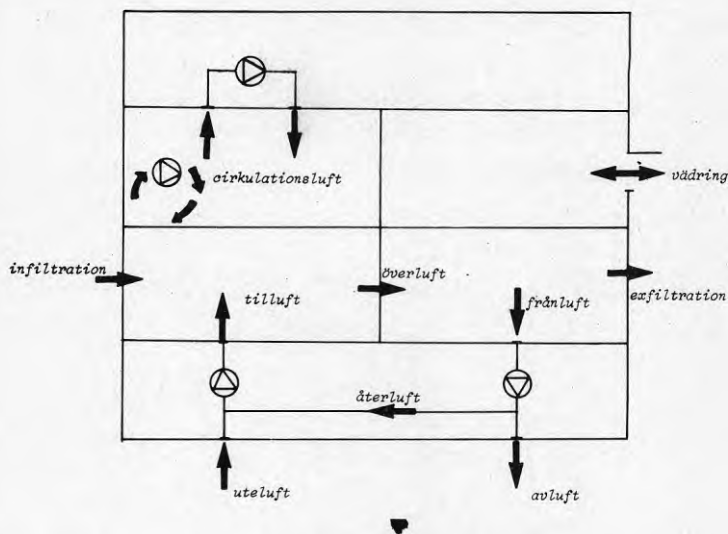 cirkulationsluft
vädring
infiltration
överluft
tilluft
frånluft
exfiltration
återluft
uteluft
avluft